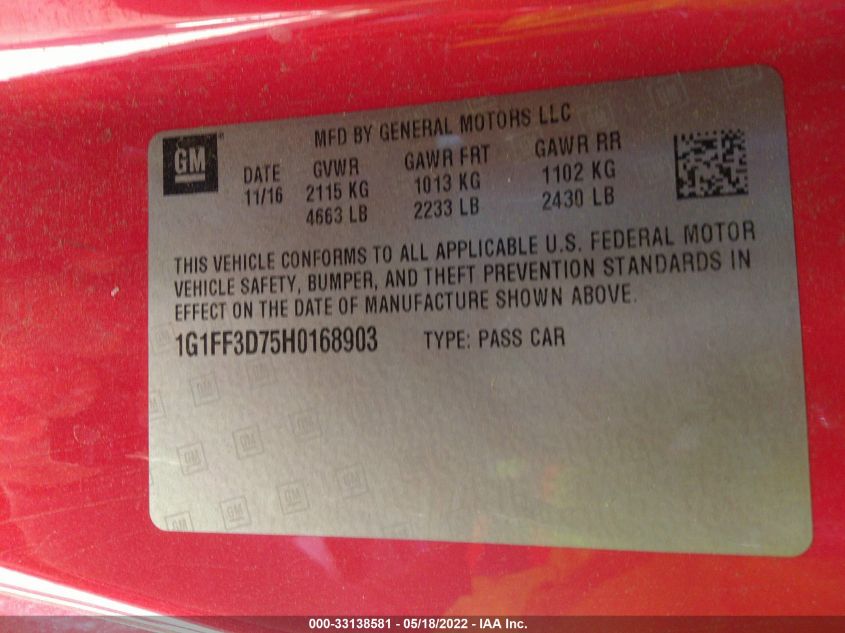 GM
MFD BY GENERAL MOTORS LLC
DATE GVWR GAWR FRT GAWR RR
11/16 2115 KG 1013 KG 1102 KG
4663 LB 2233 LB 2430 LB
THIS VEHICLE CONFORMS TO ALL APPLICABLE U.S. FEDERAL MOTOR
VEHICLE SAFETY, BUMPER, AND THEFT PREVENTION STANDARDS IN
EFFECT ON THE DATE OF MANUFACTURE SHOWN ABOVE.
1G1FF3D75H0168903 TYPE: PASS CAR
000-33138581 - 05/18/2022 - IAA Inc.